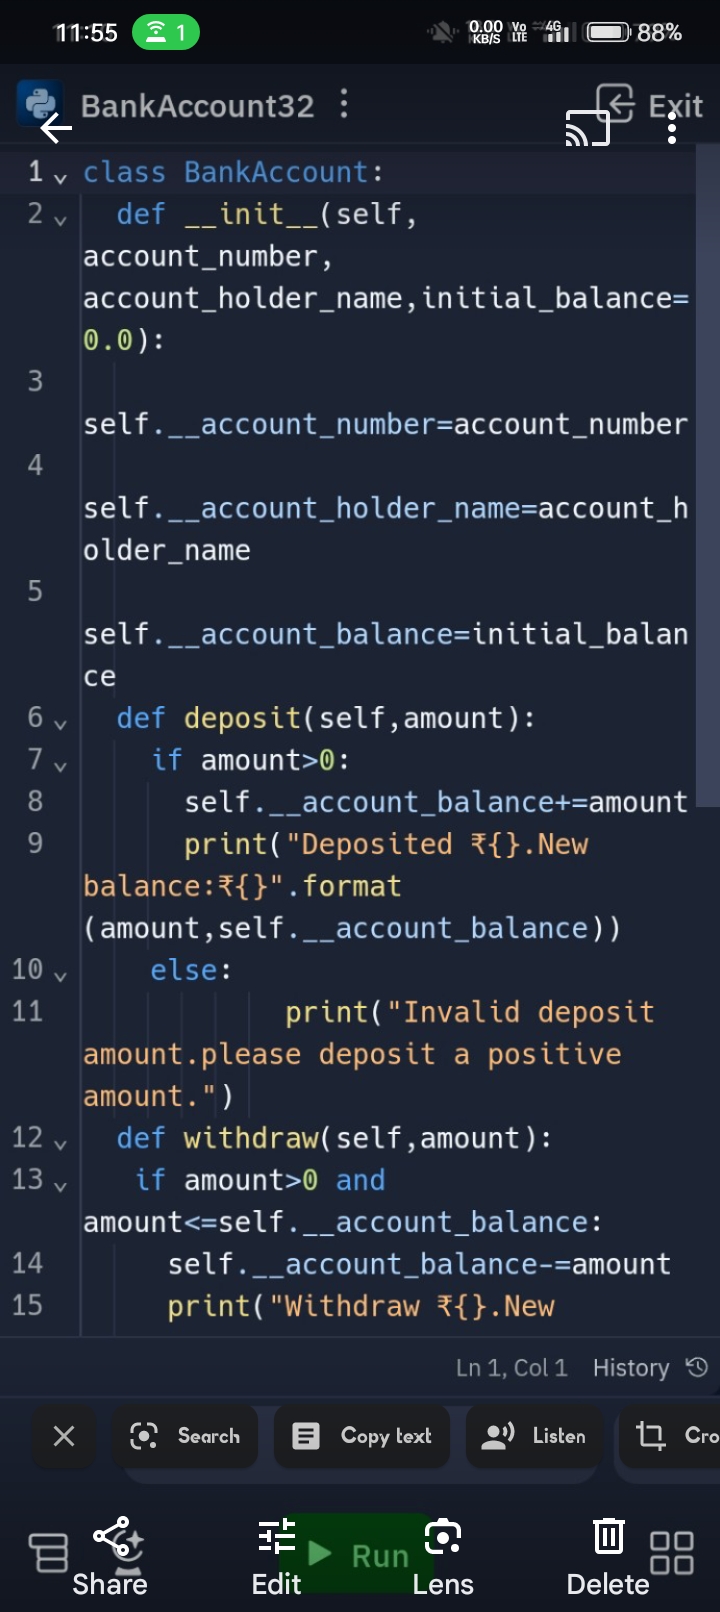 11:55
1
0.00
KB/S
Vo
LTE
4G
88%
BankAccount32
Exit
1 class BankAccount:
2 def __init__(self,
account_number,
account_holder_name,initial_balance=
0.0):
3
self.__account_number=account_number
4
self.__account_holder_name=account_h
older_name
5
self.__account_balance=initial_balan
ce
6 def deposit(self,amount):
7 if amount>0:
8 self.__account_balance+=amount
9 print("Deposited ₹{}.New
balance:₹{}".format
(amount,self.__account_balance))
10 else:
11 print("Invalid deposit
amount.please deposit a positive
amount.")
12 def withdraw(self,amount):
13 if amount>0 and
amount<=self.__account_balance:
14 self.__account_balance-=amount
15 print("Withdraw ₹{}.New
Ln 1, Col 1 History
Search
Copy text
Listen
Cro
Run
Share
Edit
Lens
Delete